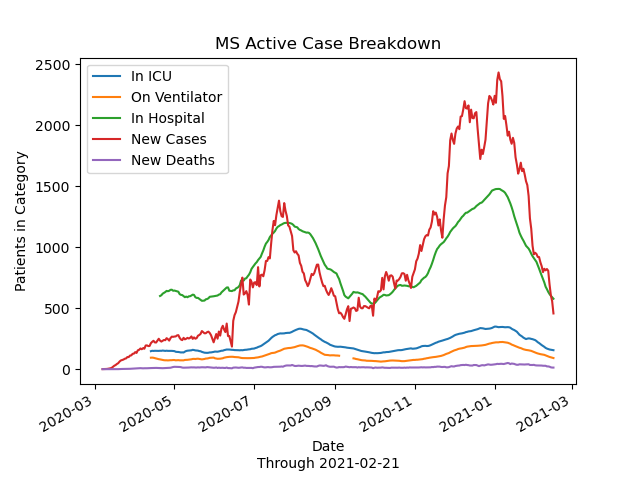 MS Active Case Breakdown
In ICU
On Ventilator
In Hospital
New Cases
New Deaths
Patients in Category
2500
2000
1500
1000
500
0
2020-03
2020-05
2020-07
2020-09
2020-11
2021-01
2021-03
Date
Through 2021-02-21